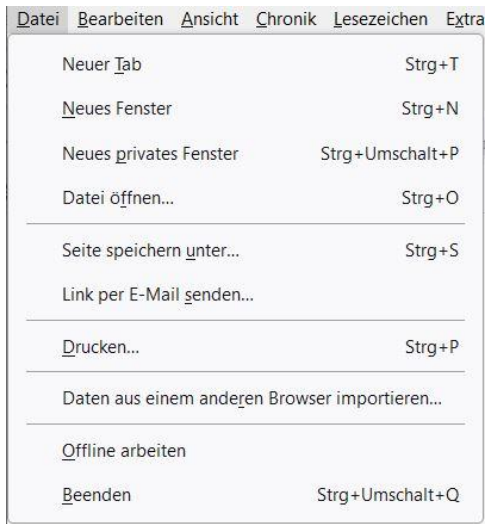 Datei Bearbeiten Ansicht Chronik Lesezeichen Extra
Neuer Tab Strg+T
Neues Fenster Strg+N
Neues privates Fenster Strg+Umschalt+P
Datei öffnen... Strg+O
Seite speichern unter... Strg+S
Link per E-Mail senden...
Drucken... Strg+P
Daten aus einem anderen Browser importieren...
Offline arbeiten
Beenden Strg+Umschalt+Q